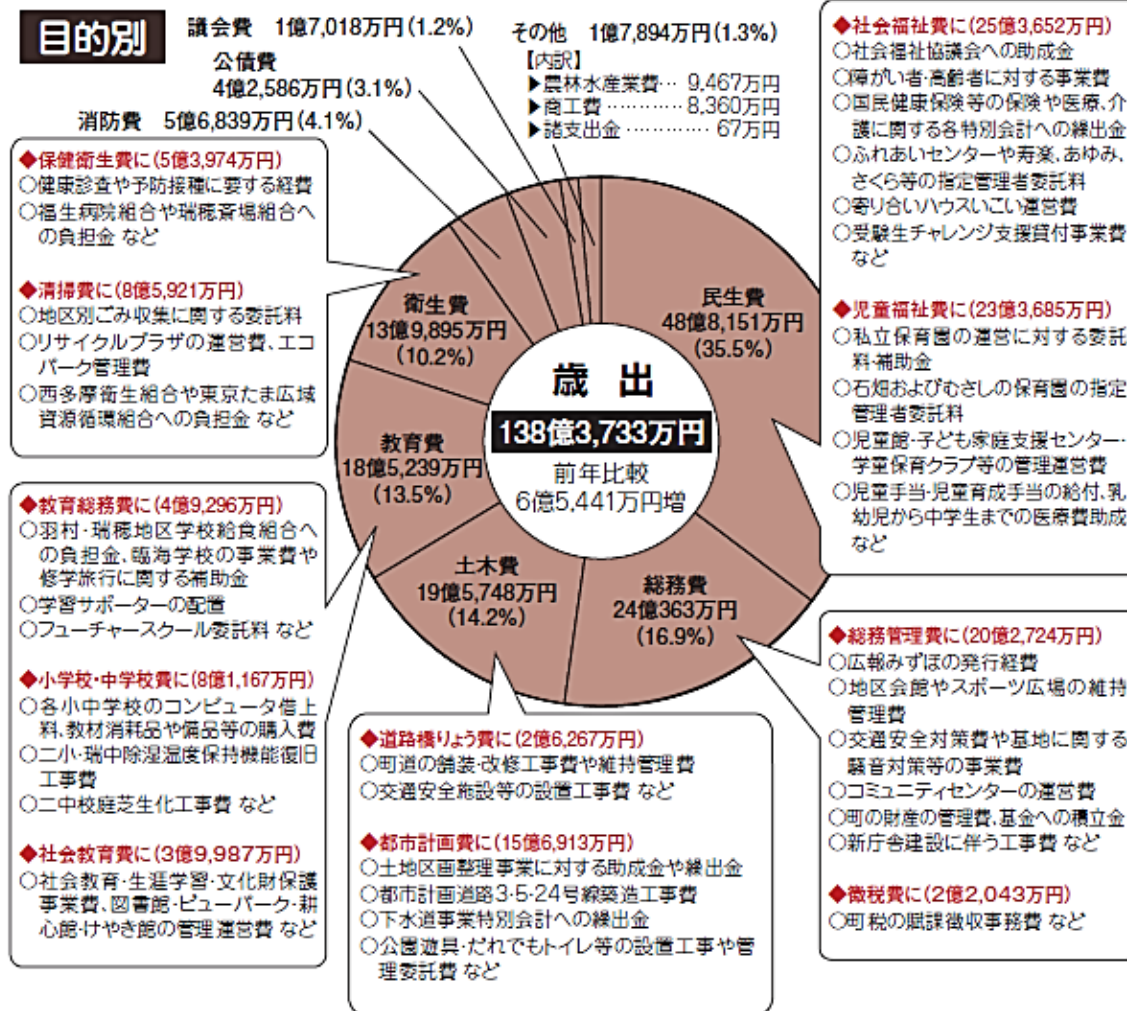 目的別
議会費 1億7,018万円(1.2%)
公債費
4億2,586万円(3.1%)
消防費 5億6,839万円(4.1%)
その他 1億7,894万円(1.3%)
【内訳】
▶農林水産業費… 9,467万円
▶商工費………… 8,360万円
▶諸支出金………… 67万円
◆保健衛生費に(5億3,974万円)
○健康診査や予防接種に要する経費
○福生病院組合や瑞穂斎場組合へ
の負担金 など
◆清掃費に(8億5,921万円)
○地区別ごみ収集に関する委託料
○リサイクルプラザの運営費、エコ
パーク管理費
○西多摩衛生組合や東京たま広域
資源循環組合への負担金 など
◆教育総務費に(4億9,296万円)
○羽村・瑞穂地区学校給食組合へ
の負担金、臨海学校の事業費や
修学旅行に関する補助金
○学習サポーターの配置
○フューチャースクール委託料 など
◆小学校・中学校費に(8億1,167万円)
○各小中学校のコンピュータ借上
料、教材消耗品や備品等の購入費
○二小・瑞中除湿温度保持機能復旧
工事費
○二中校庭芝生化工事費 など
◆社会教育費に(3億9,987万円)
○社会教育・生涯学習・文化財保護
事業費、図書館・ビューパーク・耕
心館・けやき館の管理運営費 など
衛生費
13億9,895万円
(10.2%)
教育費
18億5,239万円
(13.5%)
土木費
19億5,748万円
(14.2%)
総務費
24億363万円
(16.9%)
民生費
48億8,151万円
(35.5%)
歳出
138億3,733万円
前年比較
6億5,441万円増
◆道路橋りょう費に(2億6,267万円)
○町道の舗装・改修工事費や維持管理費
○交通安全施設等の設置工事費 など
◆都市計画費に(15億6,913万円)
○土地区画整理事業に対する助成金や繰出金
○都市計画道路3・5・24号線築造工事費
○下水道事業特別会計への繰出金
○公園遊具・だれでもトイレ等の設置工事や管
理委託費 など
◆社会福祉費に(25億3,652万円)
○社会福祉協議会への助成金
○障がい者・高齢者に対する事業費
○国民健康保険等の保険や医療、介
護に関する各特別会計への繰出金
○ふれあいセンターや寿楽、あゆみ、
さくら等の指定管理者委託料
○寄り合いハウスいこい運営費
○受験生チャレンジ支援貸付事業費
など
◆児童福祉費に(23億3,685万円)
○私立保育園の運営に対する委託
料・補助金
○石畑およびむさしの保育園の指定
管理者委託料
○児童館・子ども家庭支援センター・
学童保育クラブ等の管理運営費
○児童手当・児童育成手当の給付、乳
幼児から中学生までの医療費助成
など
◆総務管理費に(20億2,724万円)
○広報みずほの発行経費
○地区会館やスポーツ広場の維持
管理費
○交通安全対策費や基地に関する
騒音対策等の事業費
○コミュニティセンターの運営費
○町の財産の管理費、基金への積立金
○新庁舎建設に伴う工事費 など
◆徴税費に(2億2,043万円)
○町税の賦課徴収事務費 など